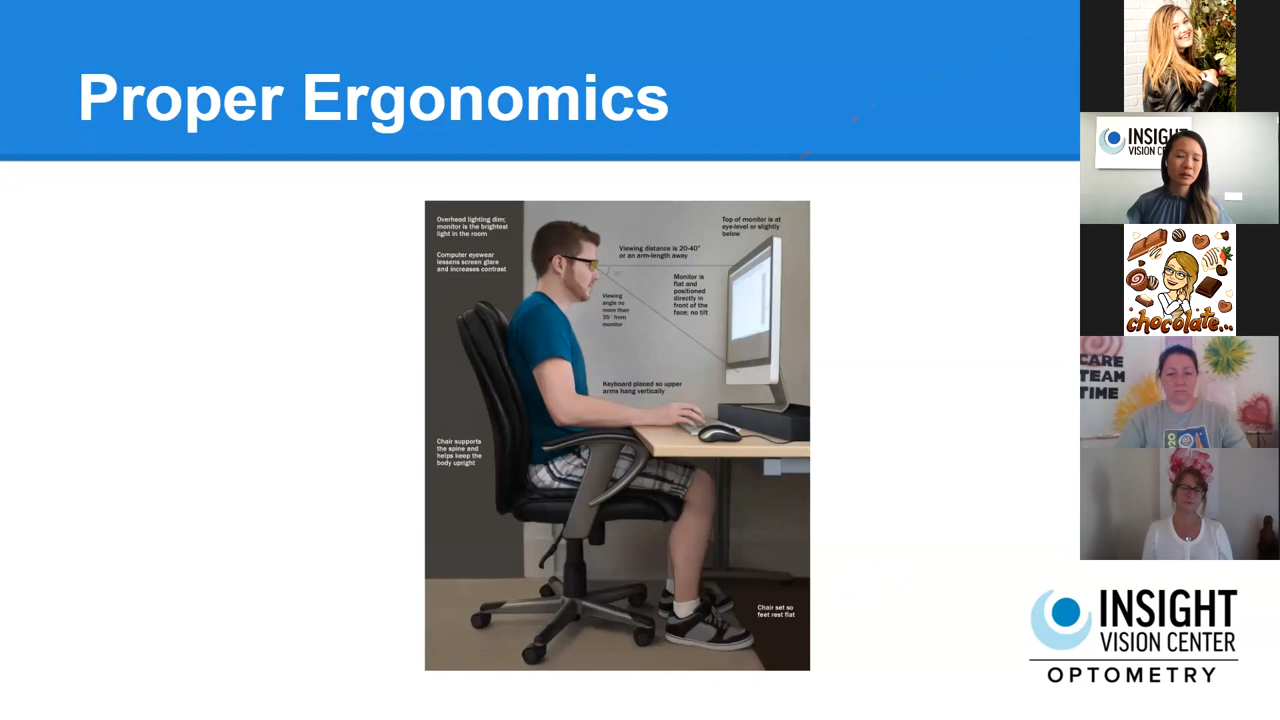 Proper Ergonomics
Overhead lighting dim;
monitor is the brightest
light in the room
Computer eyewear
lessens screen glare
and increases contrast
Viewing distance is 20-40"
or an arm-length away
Top of monitor is at
eye-level or slightly
below
Viewing
angle no
more than
35° from
monitor
Monitor is
flat and
positioned
directly in
front of the
face; no tilt
Keyboard placed so upper
arms hang vertically
Chair supports
the spine and
helps keep the
body upright
Chair set so
feet rest flat
INSIGHT
VISION CE
chocolate...
CARE
TEAM
TIME
INSIGHT
VISION CENTER
OPTOMETRY